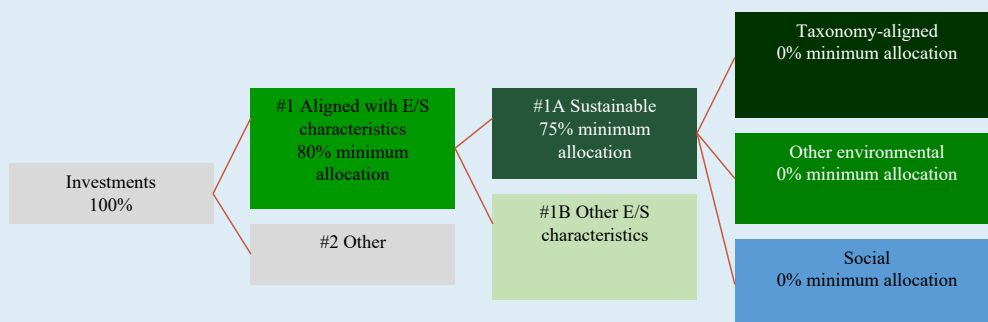 Investments
100%
#1 Aligned with E/S
characteristics
80% minimum
allocation
#2 Other
#1A Sustainable
75% minimum
allocation
#1B Other E/S
characteristics
Taxonomy-aligned
0% minimum allocation
Other environmental
0% minimum allocation
Social
0% minimum allocation